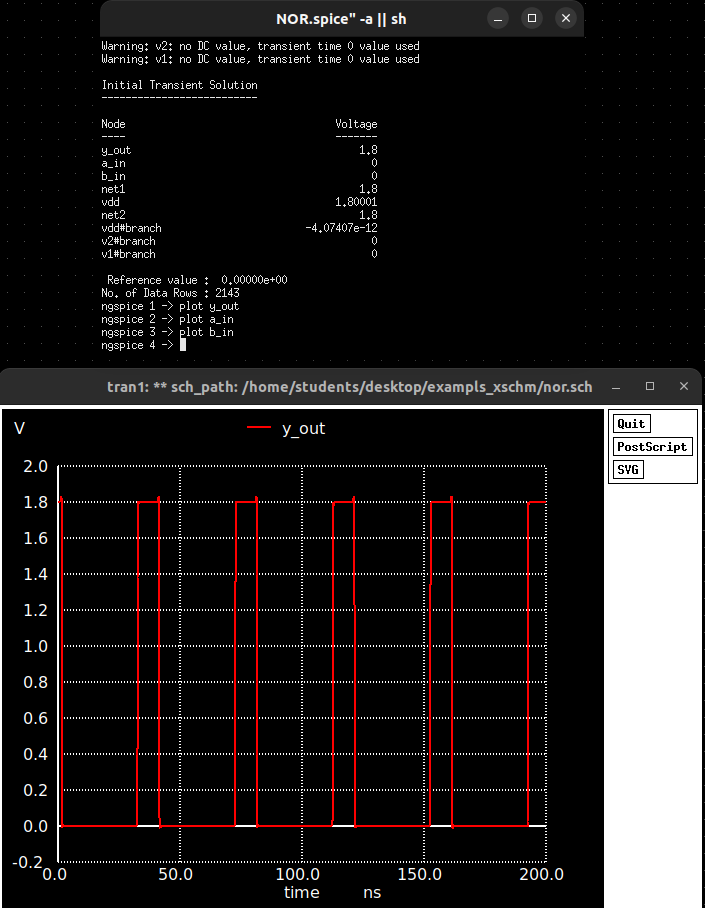 NOR.spice" -a || sh
Warning: v2: no DC value, transient time 0 value used
Warning: v1: no DC value, transient time 0 value used
Initial Transient Solution
--------------------------
Node Voltage
---- -------
y_out 1.8
a_in 0
b_in 0
net1 1.8
vdd 1.80001
net2 1.8
vdd#branch -4.07407e-12
v2#branch 0
v1#branch 0
Reference value : 0.00000e+00
No. of Data Rows : 2143
ngspice 1 -> plot y_out
ngspice 2 -> plot a_in
ngspice 3 -> plot b_in
ngspice 4 ->
tran1: ** sch_path: /home/students/desktop/exampls_xschm/nor.sch
V y_out
Quit
PostScript
SVG
2.0
1.8
1.6
1.4
1.2
1.0
0.8
0.6
0.4
0.2
0.0
-0.2
0.0 50.0 100.0 150.0 200.0
time ns